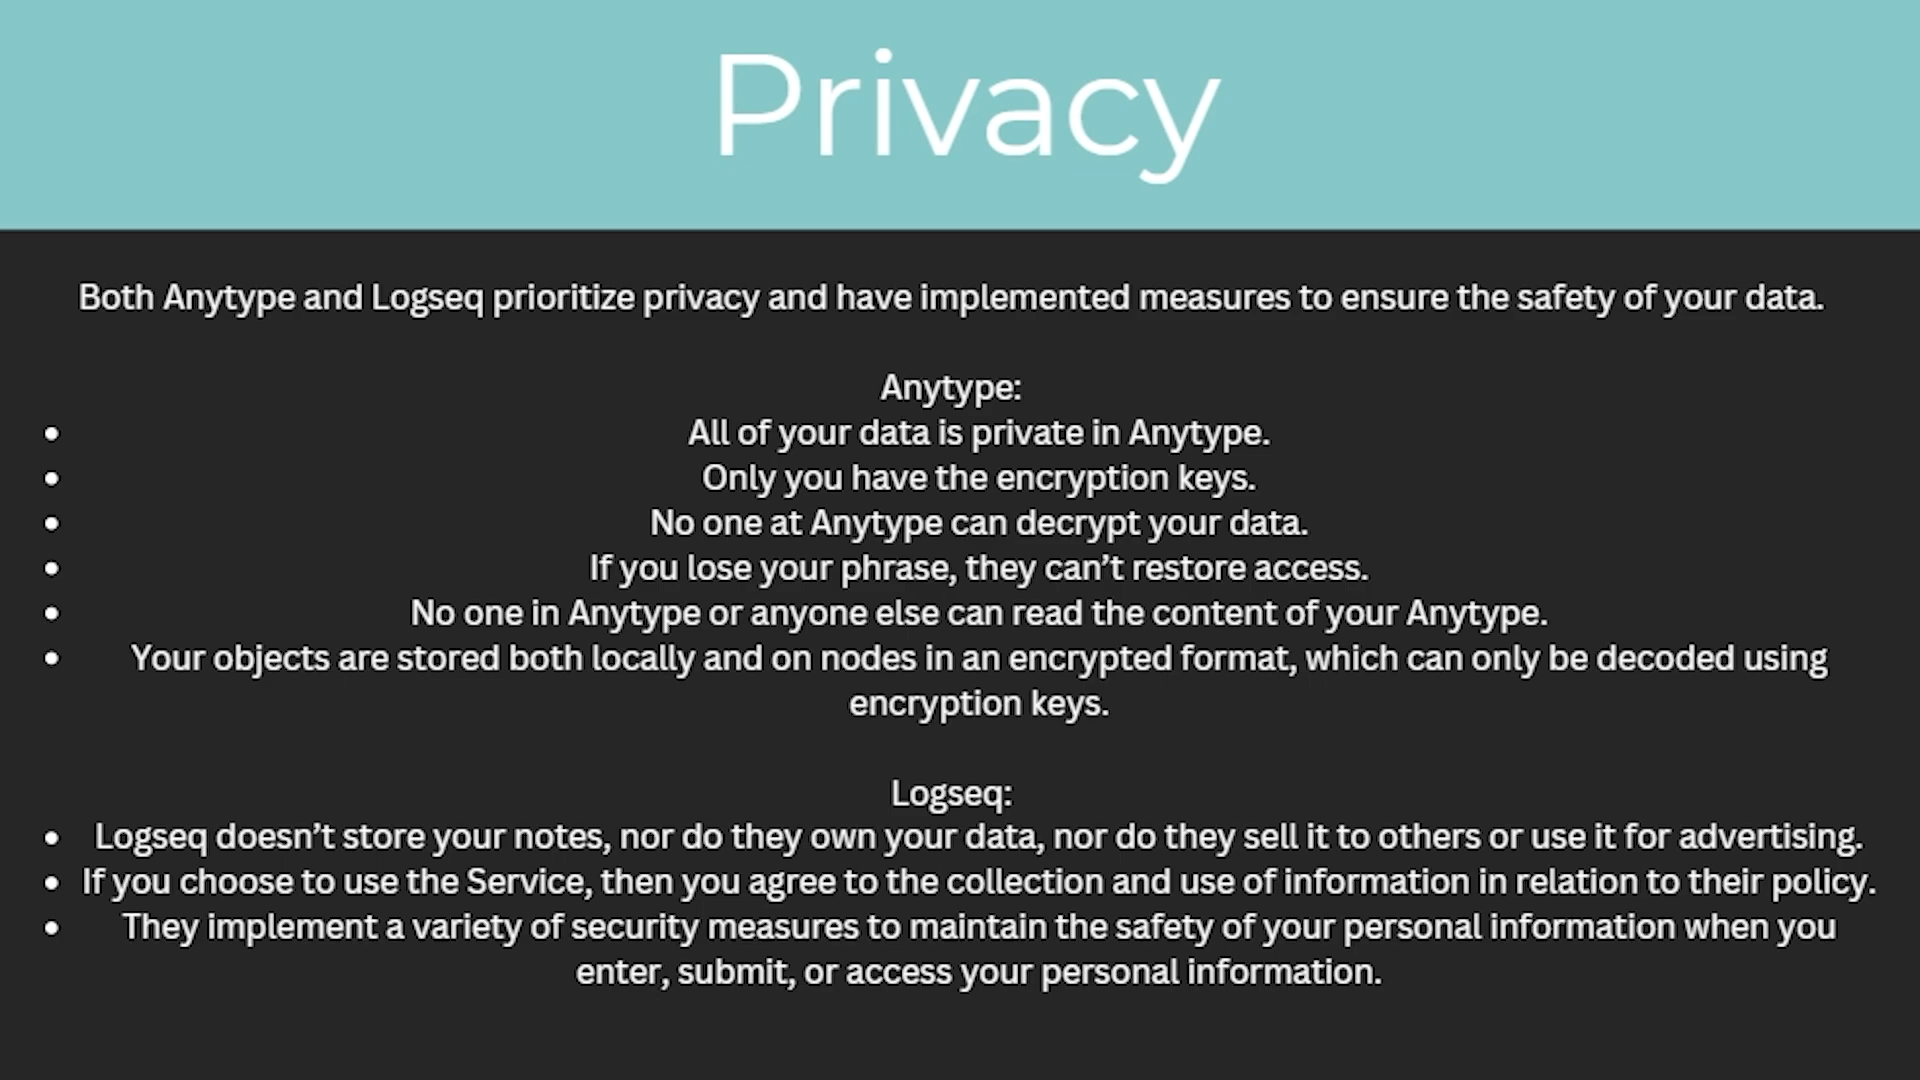 Privacy
Both Anytype and Logseq prioritize privacy and have implemented measures to ensure the safety of your data.
Anytype:
• All of your data is private in Anytype.
• Only you have the encryption keys.
• No one at Anytype can decrypt your data.
• If you lose your phrase, they can’t restore access.
• No one in Anytype or anyone else can read the content of your Anytype.
• Your objects are stored both locally and on nodes in an encrypted format, which can only be decoded using
encryption keys.
Logseq:
• Logseq doesn’t store your notes, nor do they own your data, nor do they sell it to others or use it for advertising.
• If you choose to use the Service, then you agree to the collection and use of information in relation to their policy.
• They implement a variety of security measures to maintain the safety of your personal information when you
enter, submit, or access your personal information.